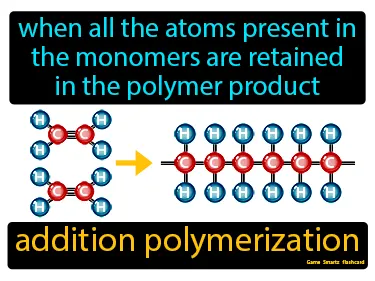 when all the atoms present in
the monomers are retained
in the polymer product
H H
C C
H H
H H
C C
H H
H H H H H H
C C C C C C
H H H H H H
addition polymerization
Game Smartz flashcard